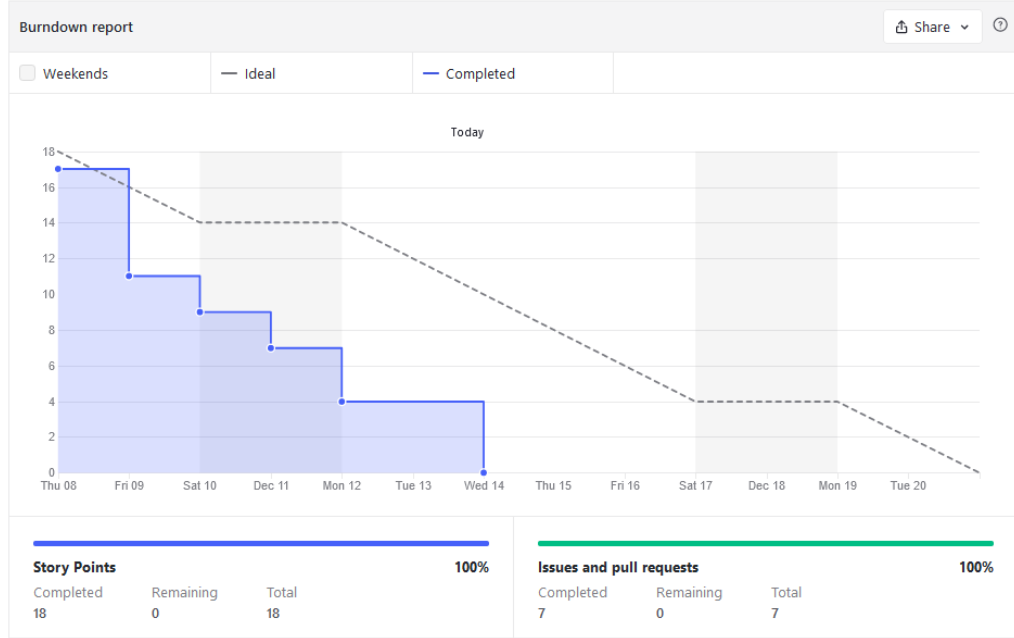 Burndown report
Share
Weekends
Ideal
Completed
Today
18
16
14
12
10
8
6
4
2
0
Thu 08 Fri 09 Sat 10 Dec 11 Mon 12 Tue 13 Wed 14 Thu 15 Fri 16 Sat 17 Dec 18 Mon 19 Tue 20
Story Points 100%
Completed Remaining Total
18 0 18
Issues and pull requests 100%
Completed Remaining Total
7 0 7